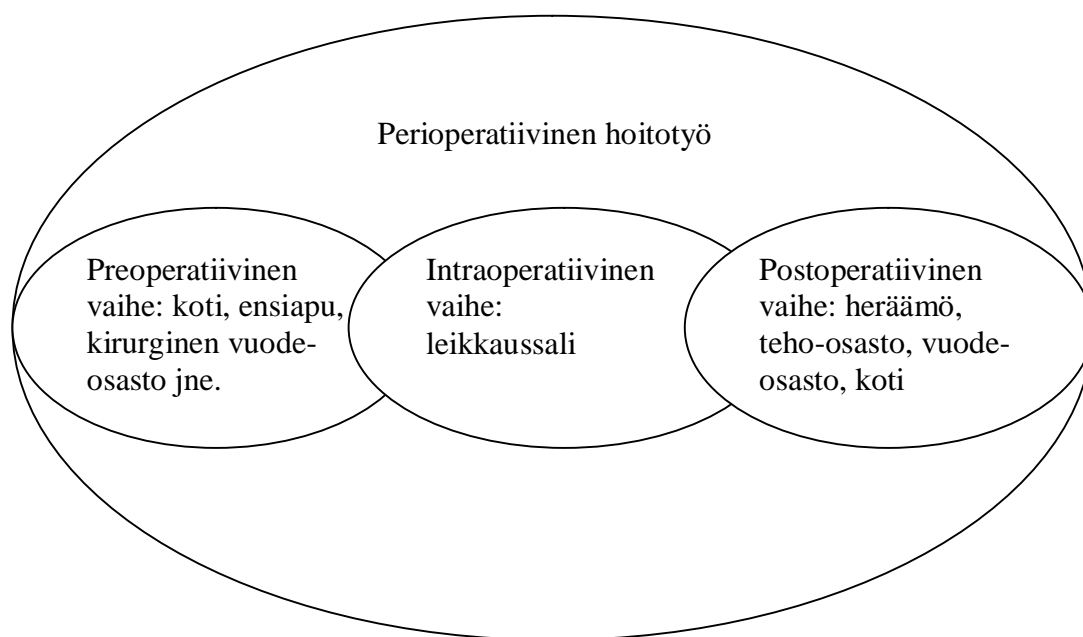 Perioperatiivinen hoitotyö
Preoperatiivinen
vaihe: koti, ensiapu,
kirurginen vuode-
osasto jne.
Intraoperatiivinen
vaihe:
leikkaussali
Postoperatiivinen
vaihe: heräämö,
teho-osasto, vuode-
osasto, koti